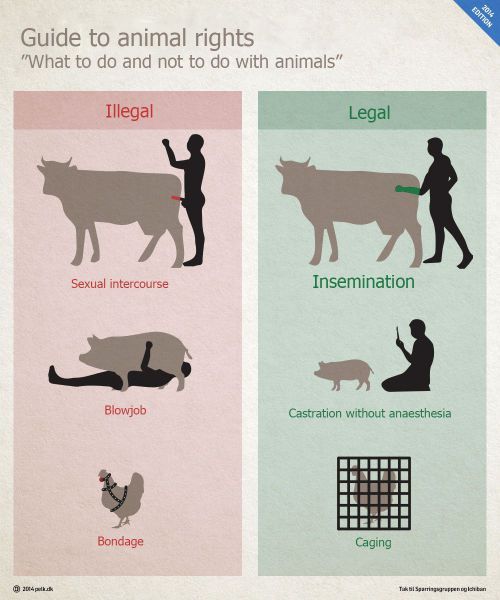 2014
EDITION
Guide to animal rights
”What to do and not to do with animals”
Illegal
Legal
Sexual intercourse
Insemination
Blowjob
Castration without anaesthesia
Bondage
Caging
2014 pelk.dk
Tak til Sparringsgruppen og Ichiban